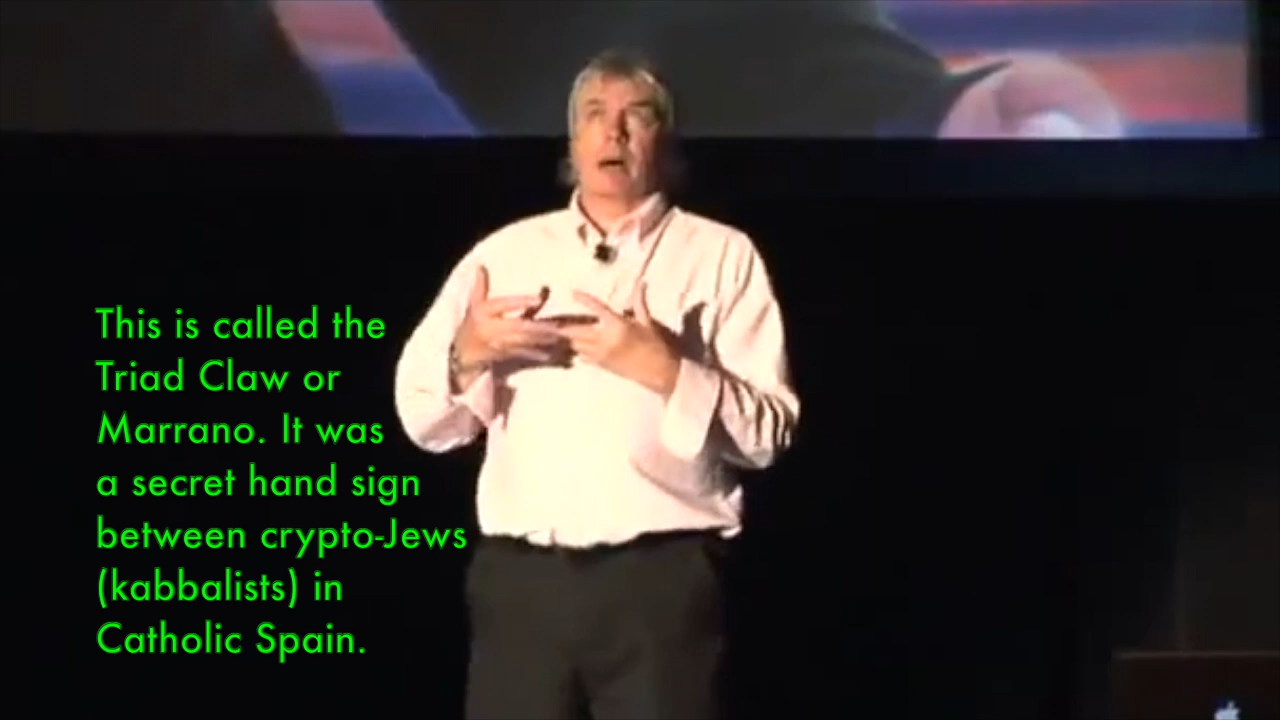 This is called the
Triad Claw or
Marrano. It was
a secret hand sign
between crypto-Jews
(kabbalists) in
Catholic Spain.